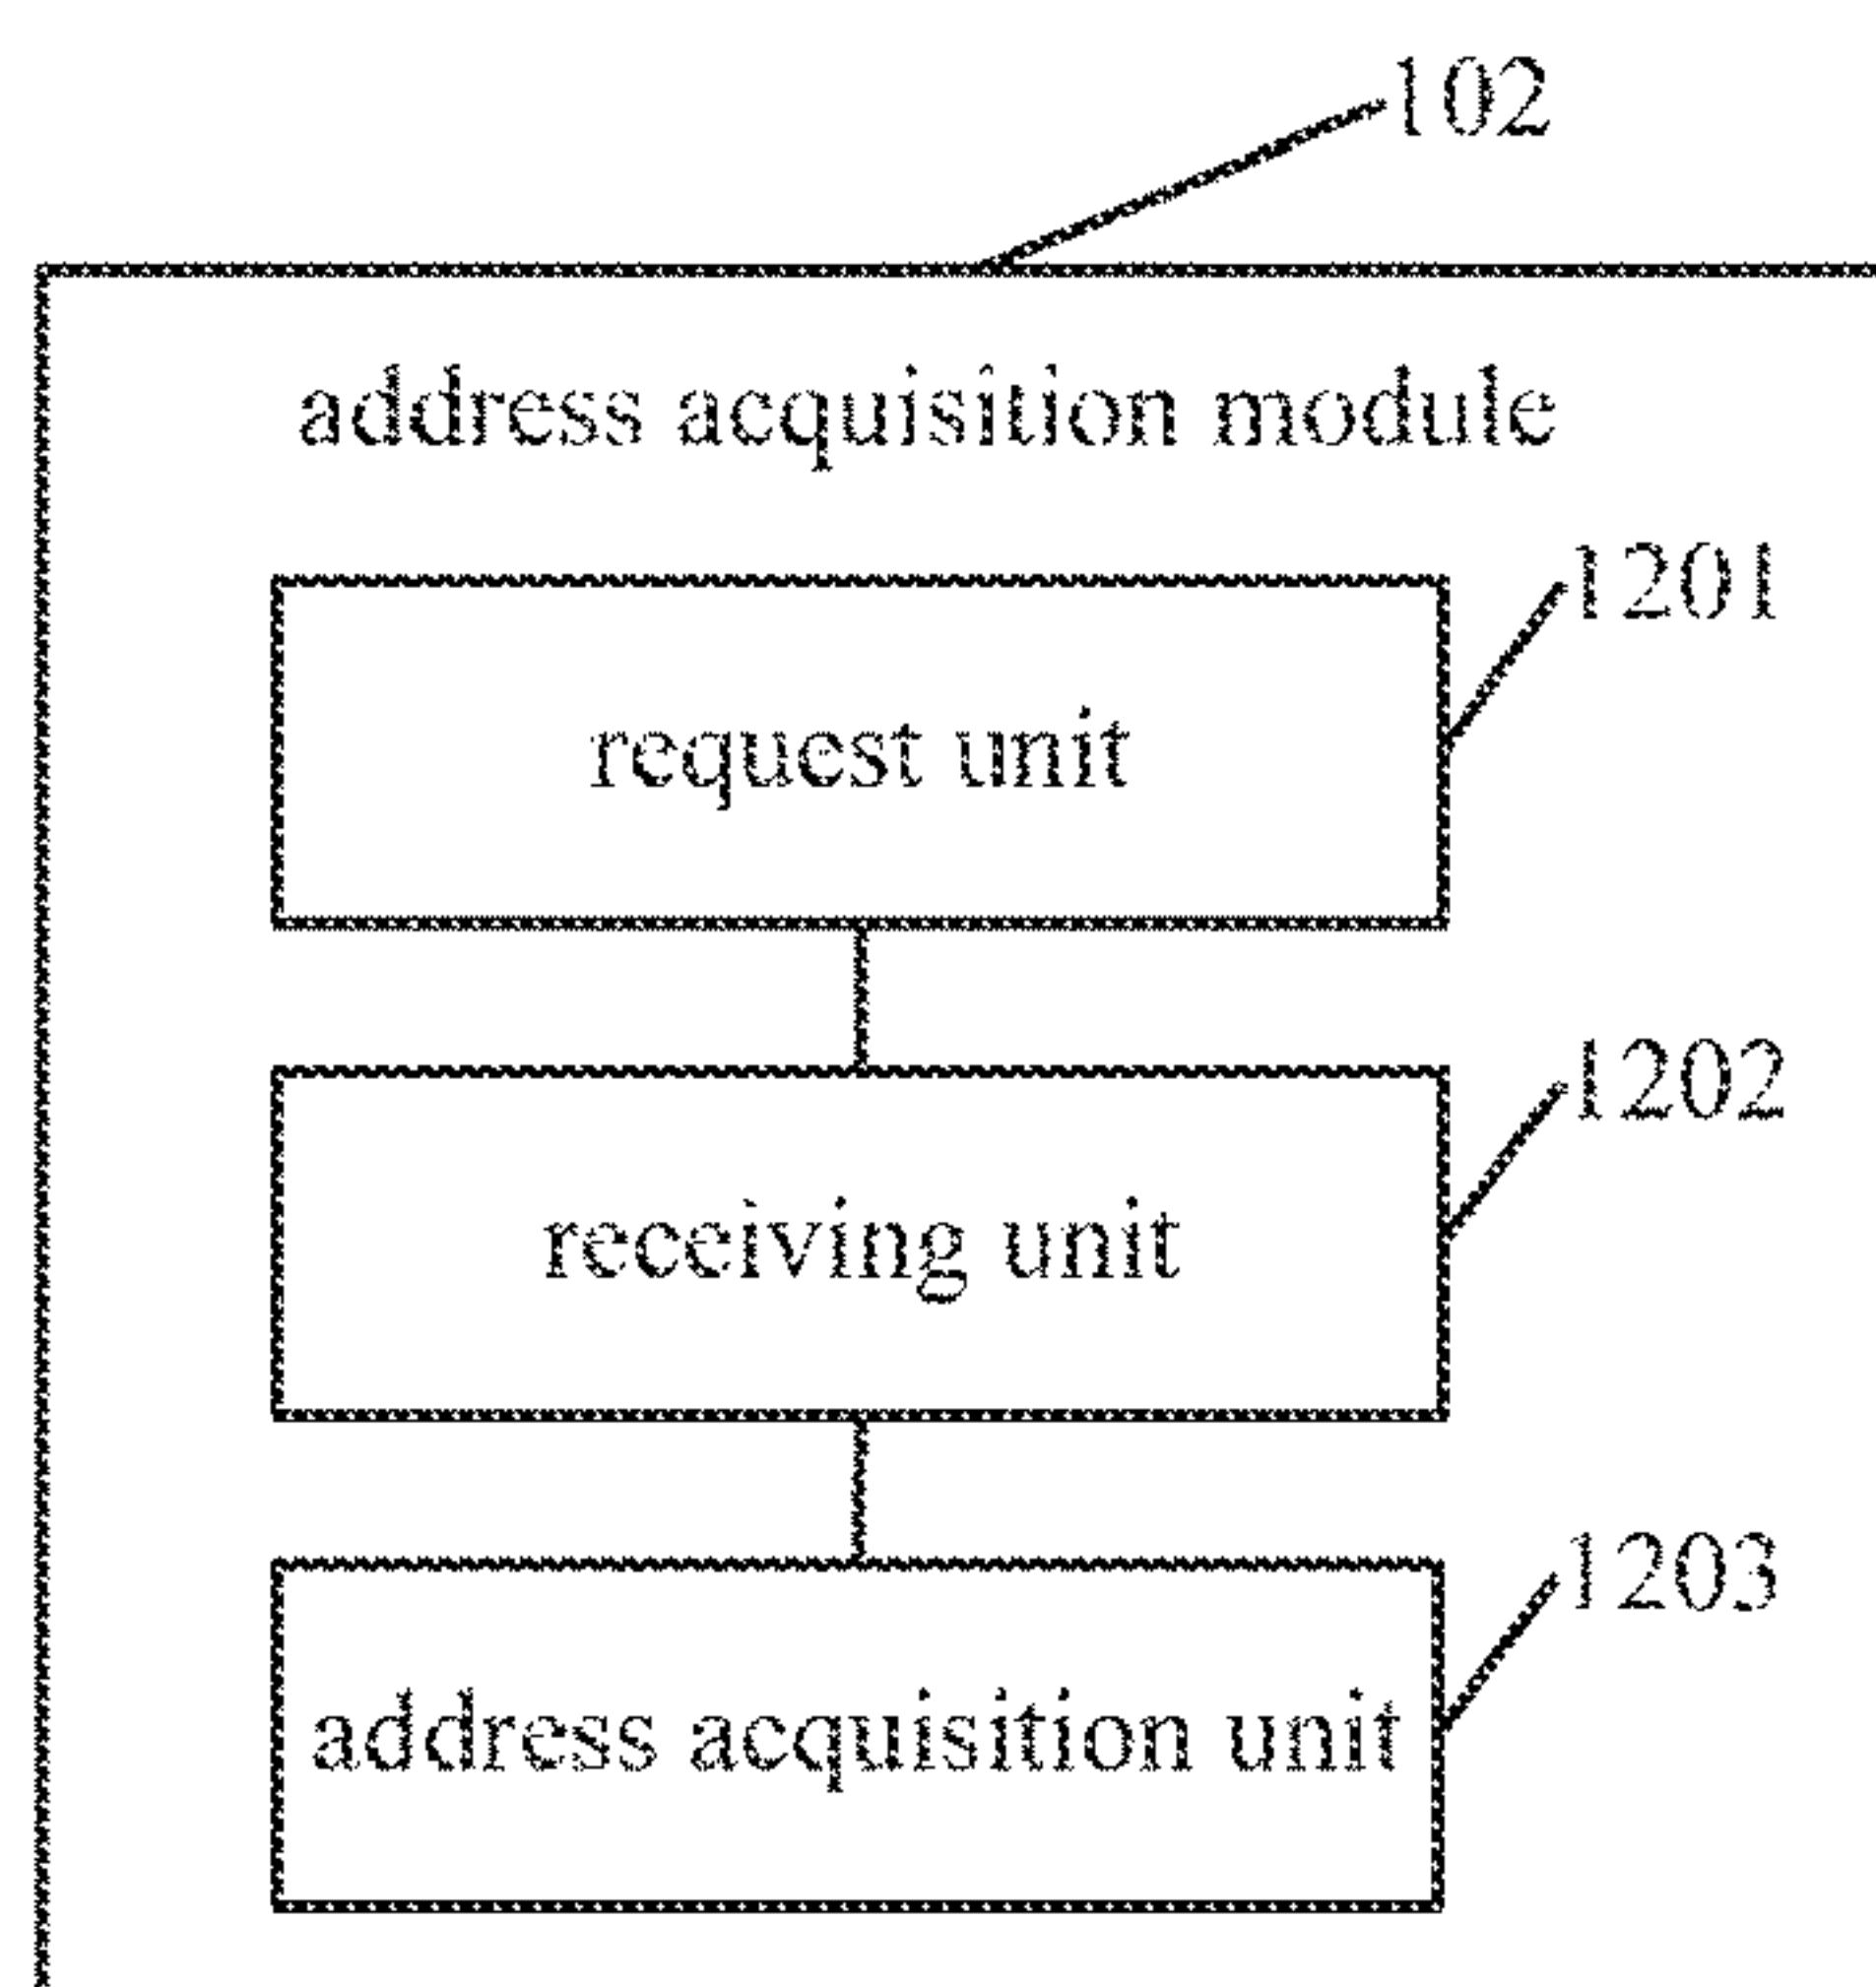 102
address acquisition module
1201
request unit
1202
receiving unit
1203
address acquisition unit